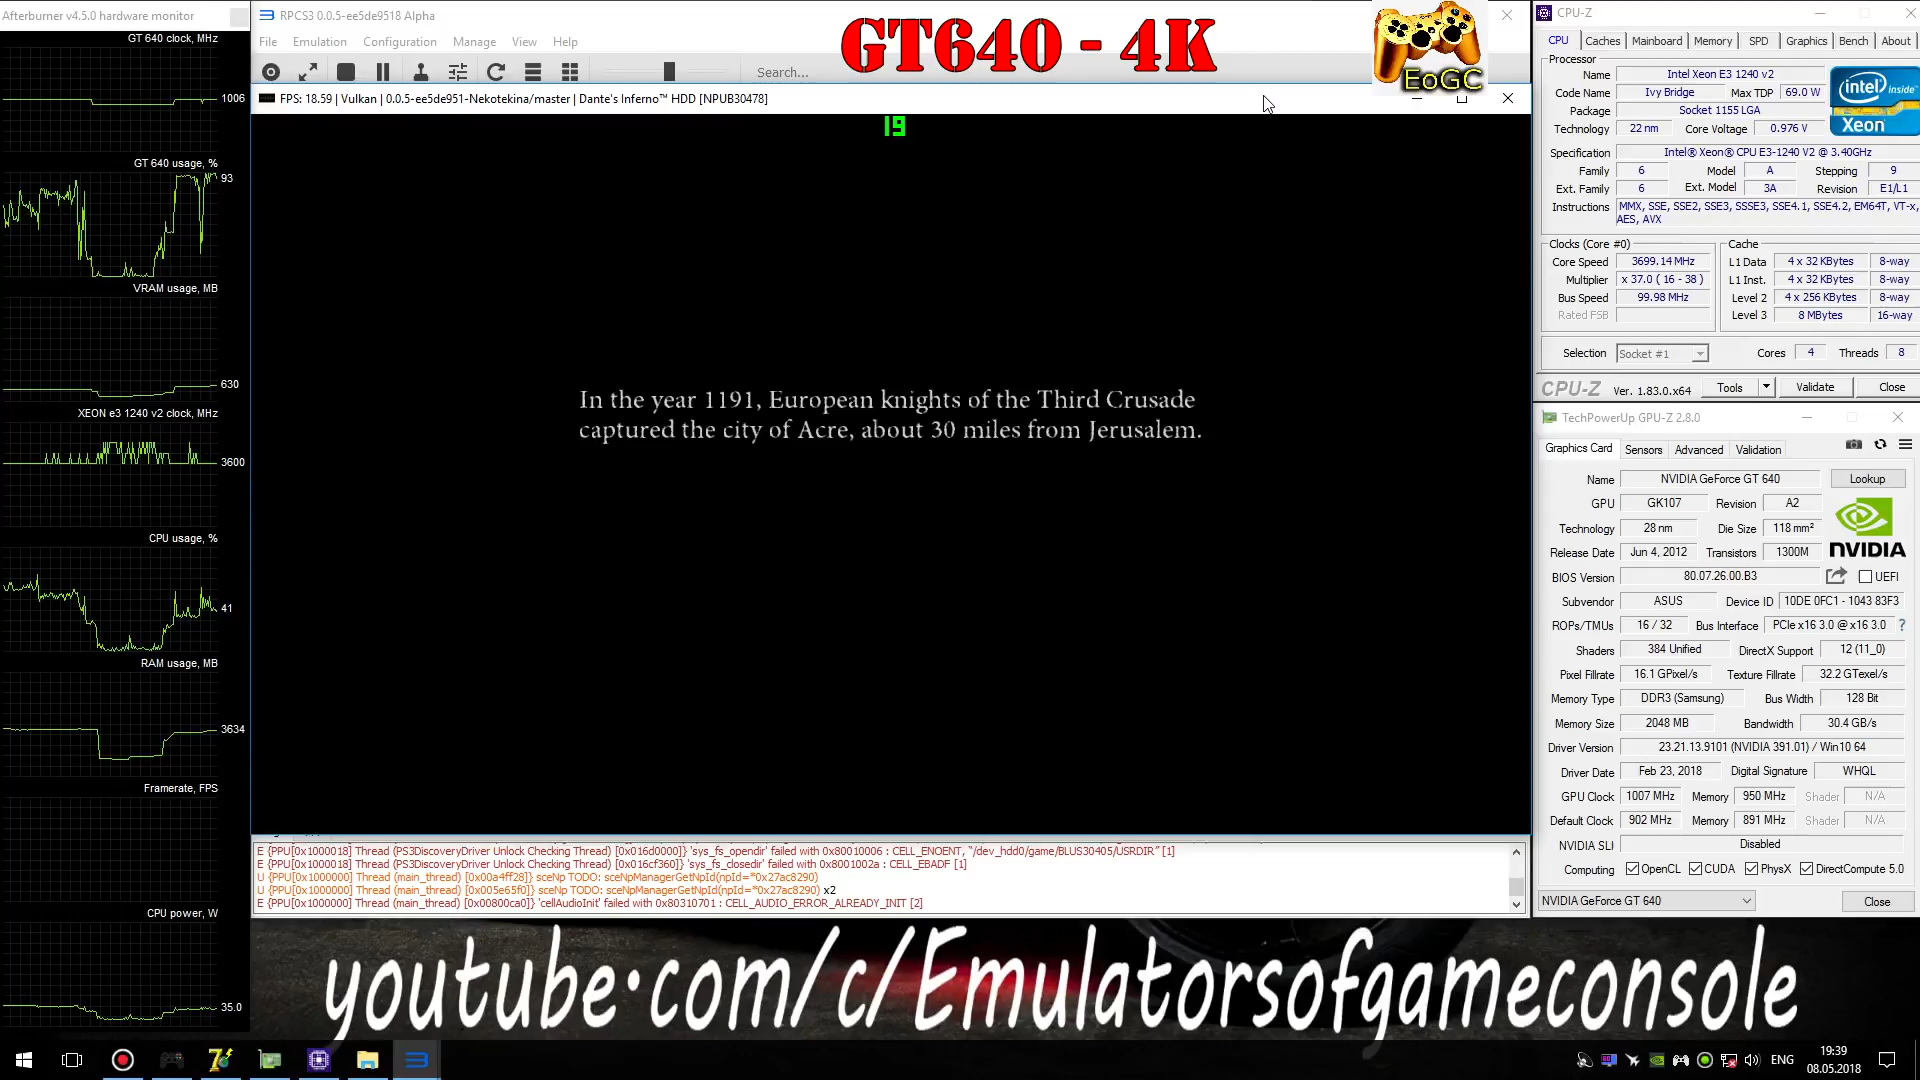 Afterburner v4.5.0 hardware monitor
GT 640 clock, MHz
1006
GT 640 usage, %
93
VRAM usage, MB
630
XEON e3 1240 v2 clock, MHz
3600
CPU usage, %
41
RAM usage, MB
3634
Framerate, FPS
CPU power, W
35.0
RPCS3 0.0.5-ee5de9518 Alpha
File Emulation Configuration Manage View Help
Search...
GT640 - 4K
EoGC
FPS: 18.59 | Vulkan | 0.0.5-ee5de951-Nekotekina/master | Dante's Inferno™ HDD [NPUB30478]
19
In the year 1191, European knights of the Third Crusade
captured the city of Acre, about 30 miles from Jerusalem.
E {PPU[0x1000018] Thread (PS3DiscoveryDriver Unlock Checking Thread) [0x016d0000]} 'sys_fs_opendir' failed with 0x80010006 : CELL_ENOENT, "/dev_hdd0/game/BLUS30405/USRDIR" [1]
E {PPU[0x1000018] Thread (PS3DiscoveryDriver Unlock Checking Thread) [0x016cf360]} 'sys_fs_closedir' failed with 0x8001002a : CELL_EBADF [1]
U {PPU[0x1000000] Thread (main_thread) [0x00a4ff28]} sceNp TODO: sceNpManagerGetNpId(npId=*0x27ac8290)
U {PPU[0x1000000] Thread (main_thread) [0x005e65f0]} sceNp TODO: sceNpManagerGetNpId(npId=*0x27ac8290) x2
E {PPU[0x1000000] Thread (main_thread) [0x00800ca0]} 'cellAudioInit' failed with 0x80310701 : CELL_AUDIO_ERROR_ALREADY_INIT [2]
CPU-Z
CPU Caches Mainboard Memory SPD Graphics Bench About
Processor
Name Intel Xeon E3 1240 v2
Code Name Ivy Bridge Max TDP 69.0 W
Package Socket 1155 LGA
Technology 22 nm Core Voltage 0.976 V
intel inside™
Xeon
Specification Intel® Xeon® CPU E3-1240 V2 @ 3.40GHz
Family 6 Model A Stepping 9
Ext. Family 6 Ext. Model 3A Revision E1/L1
Instructions MMX, SSE, SSE2, SSE3, SSSE3, SSE4.1, SSE4.2, EM64T, VT-x,
AES, AVX
Clocks (Core #0) Cache
Core Speed 3699.14 MHz L1 Data 4 x 32 KBytes 8-way
Multiplier x 37.0 ( 16 - 38 ) L1 Inst. 4 x 32 KBytes 8-way
Bus Speed 99.98 MHz Level 2 4 x 256 KBytes 8-way
Rated FSB Level 3 8 MBytes 16-way
Selection Socket #1 Cores 4 Threads 8
CPU-Z Ver. 1.83.0.x64 Tools Validate Close
TechPowerUp GPU-Z 2.8.0
Graphics Card Sensors Advanced Validation
Name NVIDIA GeForce GT 640 Lookup
GPU GK107 Revision A2
Technology 28 nm Die Size 118 mm²
Release Date Jun 4, 2012 Transistors 1300M
NVIDIA
BIOS Version 80.07.26.00.B3 UEFI
Subvendor ASUS Device ID 10DE 0FC1 - 1043 83F3
ROPs/TMUs 16 / 32 Bus Interface PCIe x16 3.0 @ x16 3.0 ?
Shaders 384 Unified DirectX Support 12 (11_0)
Pixel Fillrate 16.1 GPixel/s Texture Fillrate 32.2 GTexel/s
Memory Type DDR3 (Samsung) Bus Width 128 Bit
Memory Size 2048 MB Bandwidth 30.4 GB/s
Driver Version 23.21.13.9101 (NVIDIA 391.01) / Win10 64
Driver Date Feb 23, 2018 Digital Signature WHQL
GPU Clock 1007 MHz Memory 950 MHz Shader N/A
Default Clock 902 MHz Memory 891 MHz Shader N/A
NVIDIA SLI Disabled
Computing OpenCL CUDA PhysX DirectCompute 5.0
NVIDIA GeForce GT 640 Close
youtube.com/c/Emulatorsofgameconsole
ENG
19:39
08.05.2018